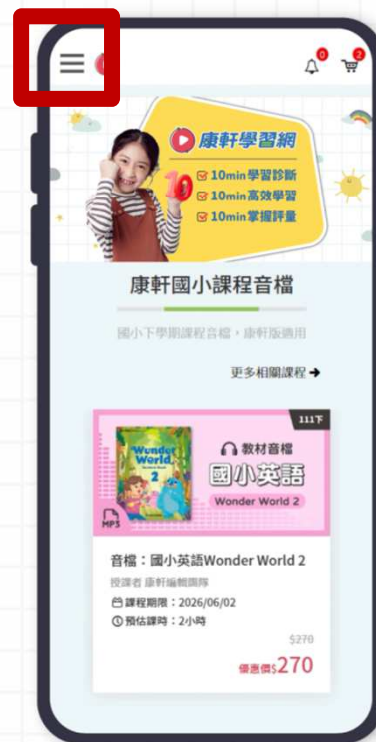 0
2
康軒學習網
10min學習診斷
10min高效學習
10min掌握評量
10
康軒國小課程音檔
國小下學期課程音檔，康軒版適用
更多相關課程 →
111下
Wonder World
2
教材音檔
國小英語
Wonder World 2
MP3
音檔：國小英語Wonder World 2
授課者 康軒編輯團隊
課程期限：2026/06/02
預估課時：2小時
$270
優惠價$270